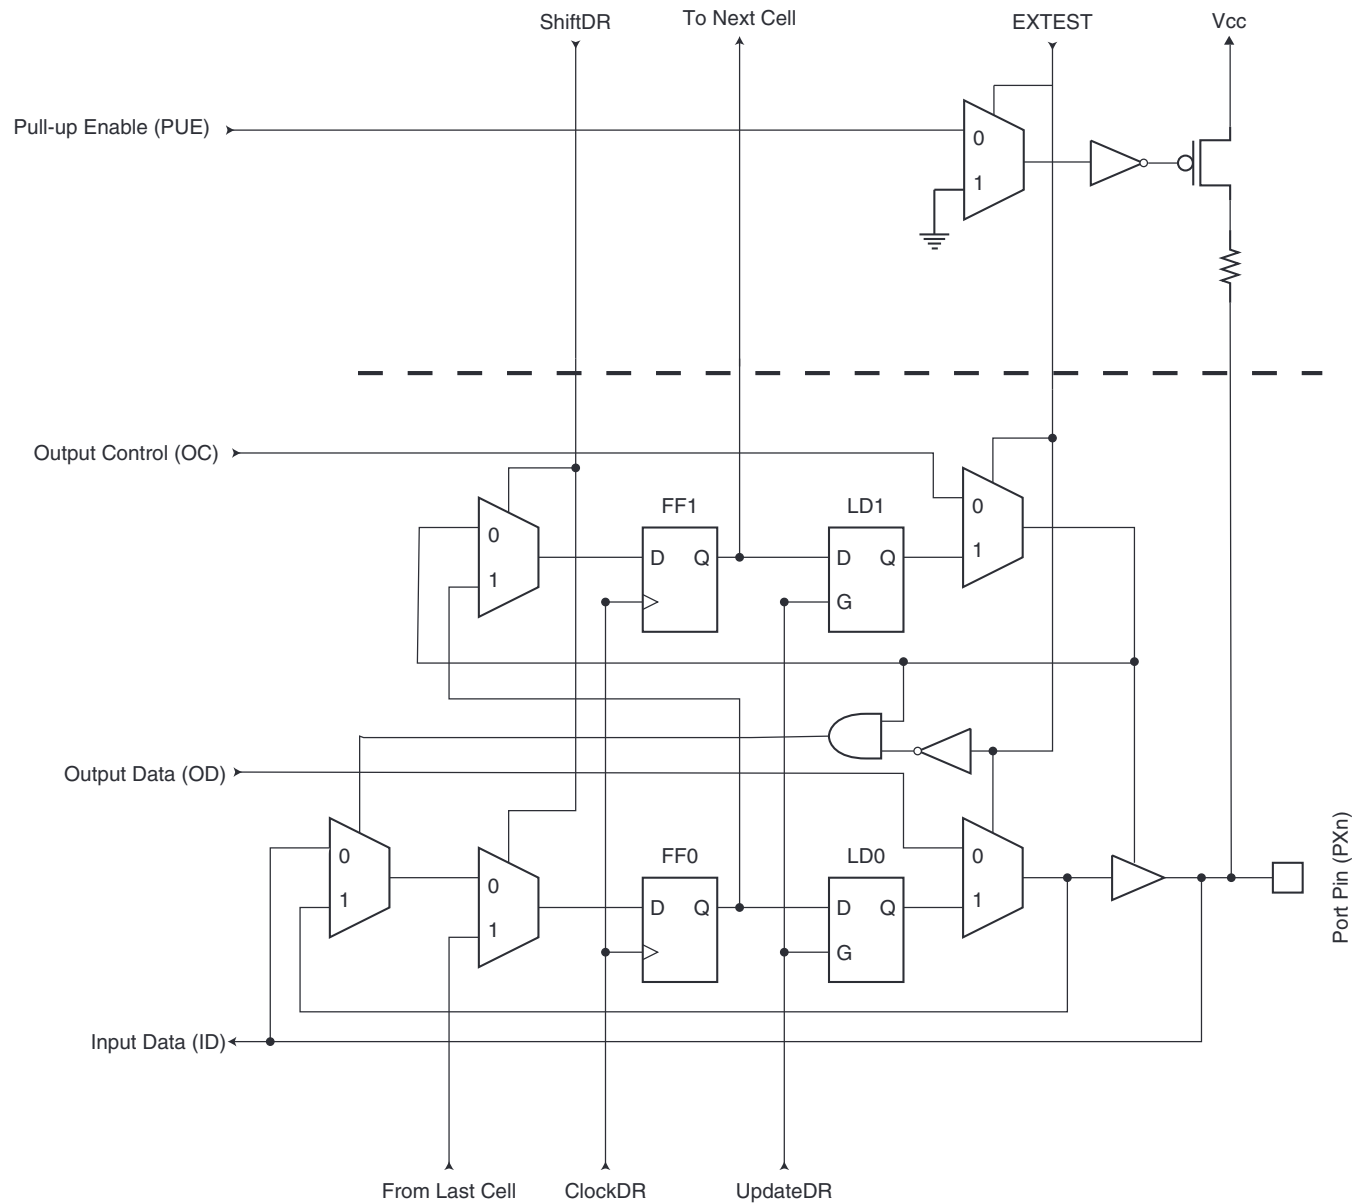 ShiftDR
To Next Cell
EXTEST
Vcc
Pull-up Enable (PUE)
0
1
Output Control (OC)
FF1
LD1
0
1
D Q
D Q
G
0
1
Output Data (OD)
0
1
0
1
FF0
D Q
LD0
D Q
G
0
1
Port Pin (PXn)
Input Data (ID)
From Last Cell
ClockDR
UpdateDR